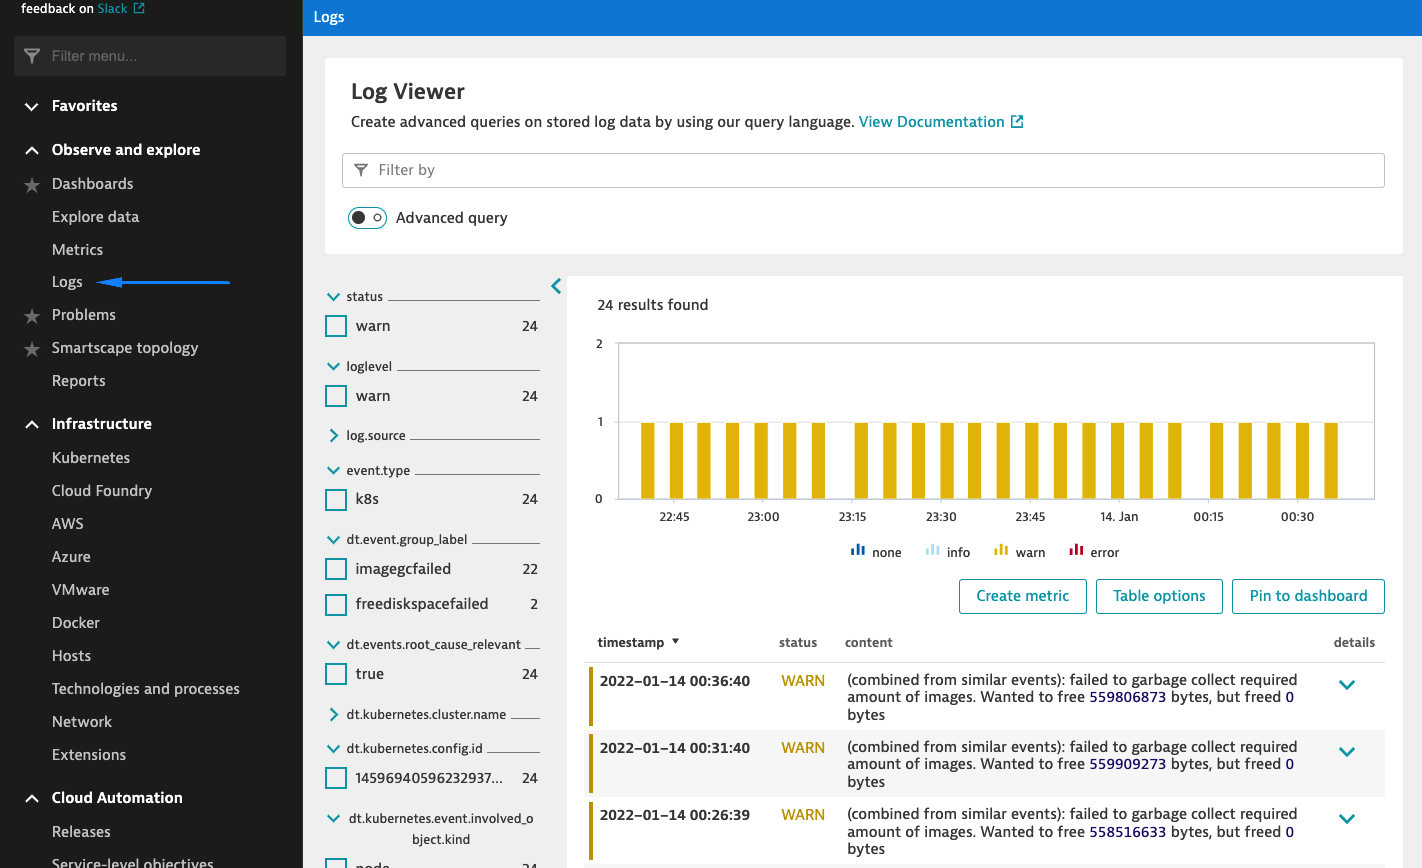 feedback on Slack
Filter menu...
Favorites
Observe and explore
Dashboards
Explore data
Metrics
Logs
Problems
Smartscape topology
Reports
Infrastructure
Kubernetes
Cloud Foundry
AWS
Azure
VMware
Docker
Hosts
Technologies and processes
Network
Extensions
Cloud Automation
Releases
Service-level objectives
Logs
Log Viewer
Create advanced queries on stored log data by using our query language. View Documentation
Filter by
Advanced query
status
warn 24
loglevel
warn 24
log.source
event.type
k8s 24
dt.event.group_label
imagegcfailed 22
freediskspacefailed 2
dt.events.root_cause_relevant
true 24
dt.kubernetes.cluster.name
dt.kubernetes.config.id
14596940596232937... 24
dt.kubernetes.event.involved_o
bject.kind
node 24
24 results found
2
1
0
22:45 23:00 23:15 23:30 23:45 14. Jan 00:15 00:30
none info warn error
Create metric Table options Pin to dashboard
timestamp status content details
2022-01-14 00:36:40 WARN (combined from similar events): failed to garbage collect required
amount of images. Wanted to free 559806873 bytes, but freed 0
bytes
2022-01-14 00:31:40 WARN (combined from similar events): failed to garbage collect required
amount of images. Wanted to free 559909273 bytes, but freed 0
bytes
2022-01-14 00:26:39 WARN (combined from similar events): failed to garbage collect required
amount of images. Wanted to free 558516633 bytes, but freed 0
bytes